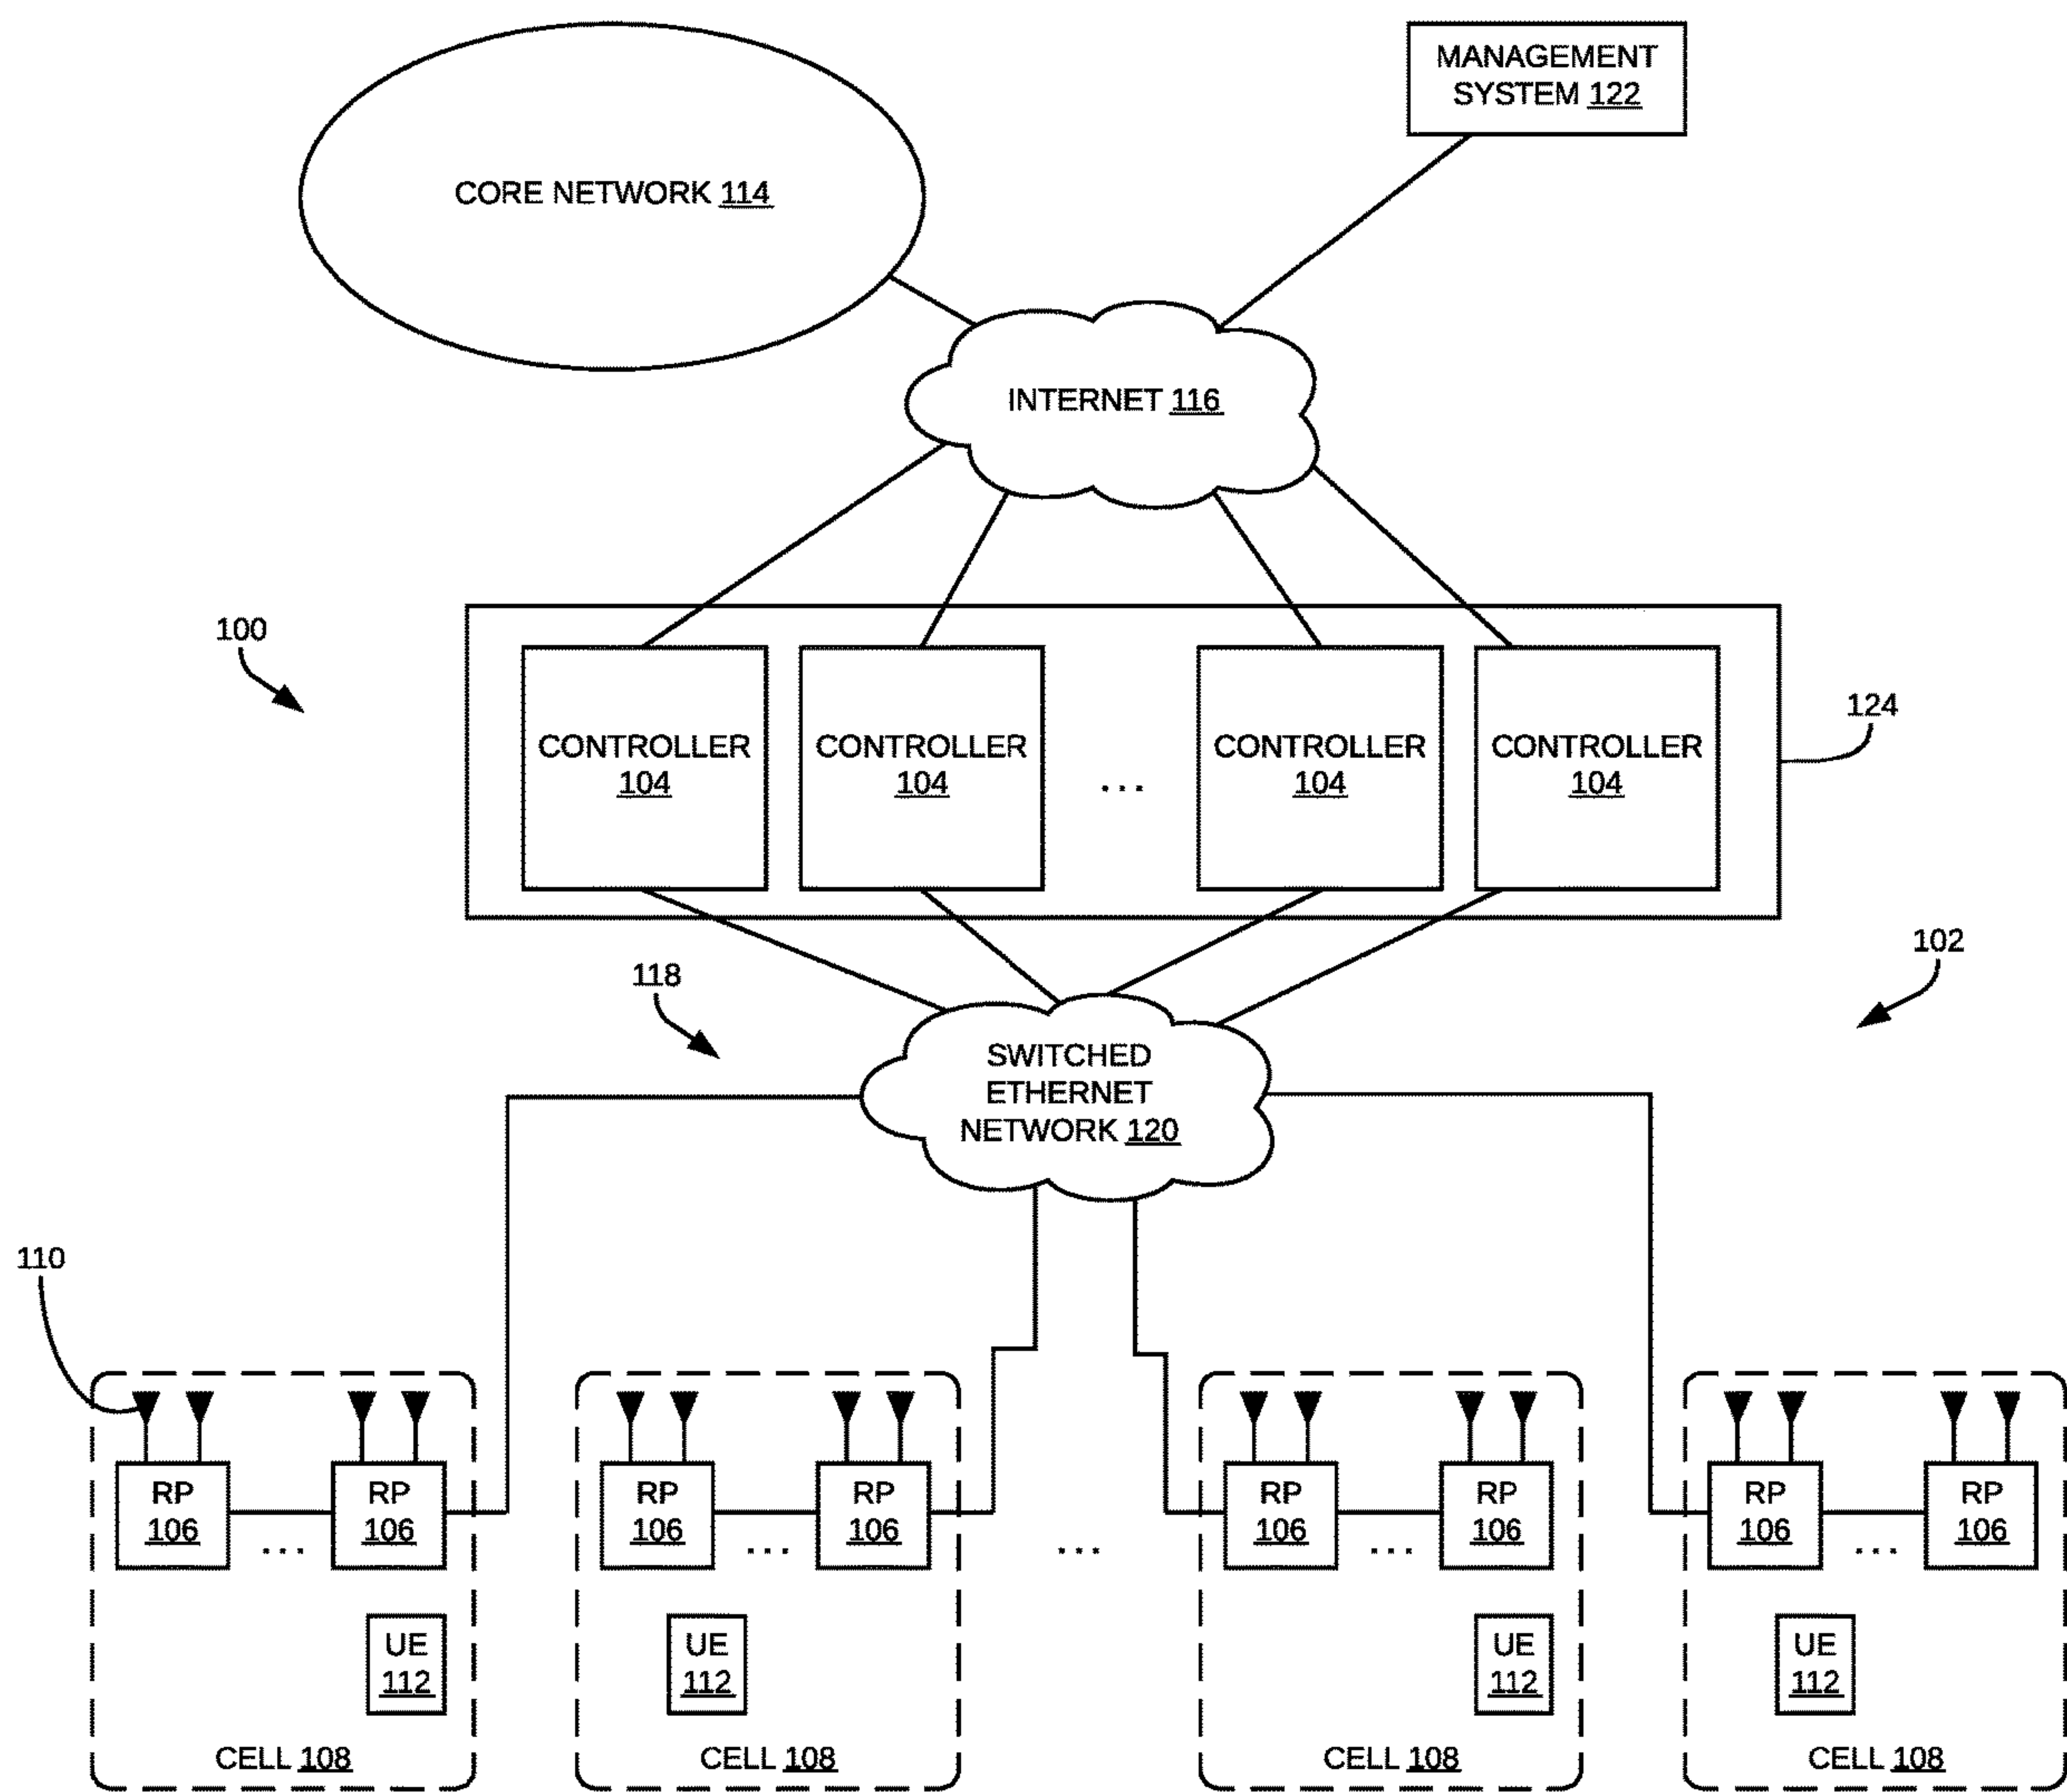 MANAGEMENT
SYSTEM 122
CORE NETWORK 114
INTERNET 116
100
124
CONTROLLER
104
CONTROLLER
104
...
CONTROLLER
104
CONTROLLER
104
102
118
SWITCHED
ETHERNET
NETWORK 120
110
RP
106
...
RP
106
UE
112
CELL 108
RP
106
...
RP
106
UE
112
CELL 108
...
RP
106
...
RP
106
UE
112
CELL 108
RP
106
...
RP
106
UE
112
CELL 108